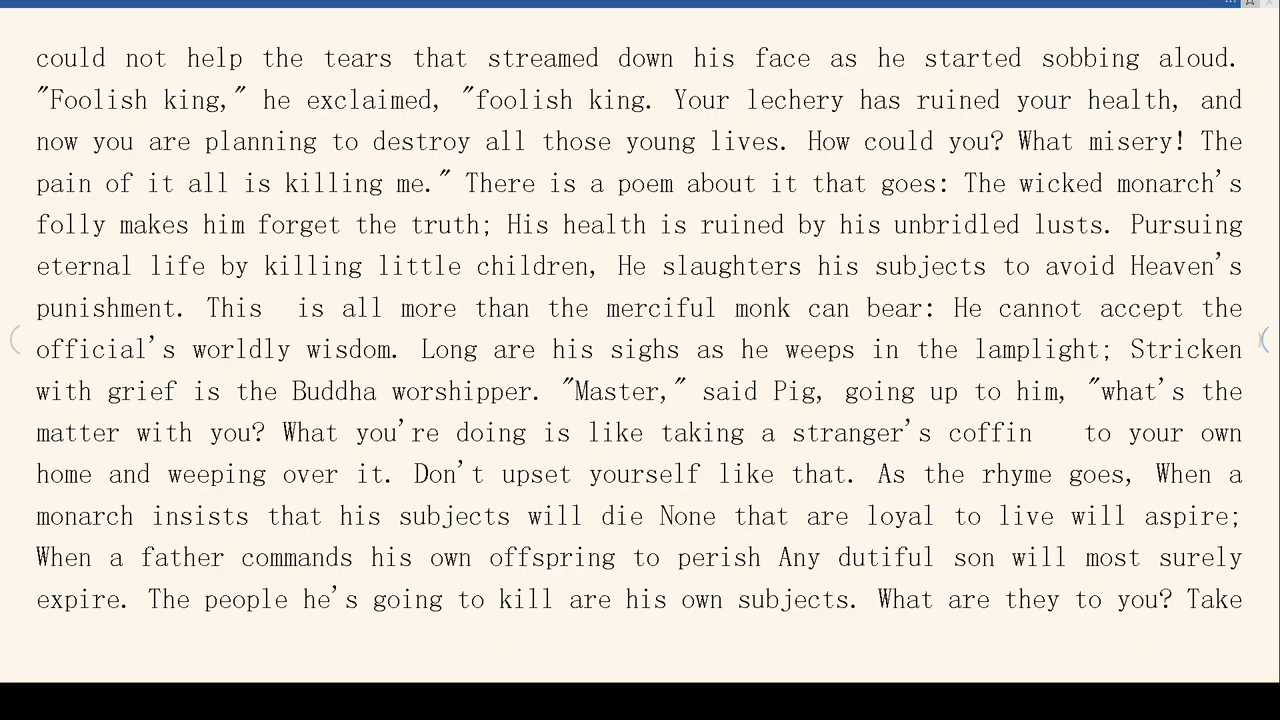 could not help the tears that streamed down his face as he started sobbing aloud.
"Foolish king," he exclaimed, "foolish king. Your lechery has ruined your health, and
now you are planning to destroy all those young lives. How could you? What misery! The
pain of it all is killing me." There is a poem about it that goes: The wicked monarch's
folly makes him forget the truth; His health is ruined by his unbridled lusts. Pursuing
eternal life by killing little children, He slaughters his subjects to avoid Heaven's
punishment. This is all more than the merciful monk can bear: He cannot accept the
official's worldly wisdom. Long are his sighs as he weeps in the lamplight; Stricken
with grief is the Buddha worshipper. "Master," said Pig, going up to him, "what's the
matter with you? What you're doing is like taking a stranger's coffin to your own
home and weeping over it. Don't upset yourself like that. As the rhyme goes, When a
monarch insists that his subjects will die None that are loyal to live will aspire;
When a father commands his own offspring to perish Any dutiful son will most surely
expire. The people he's going to kill are his own subjects. What are they to you? Take